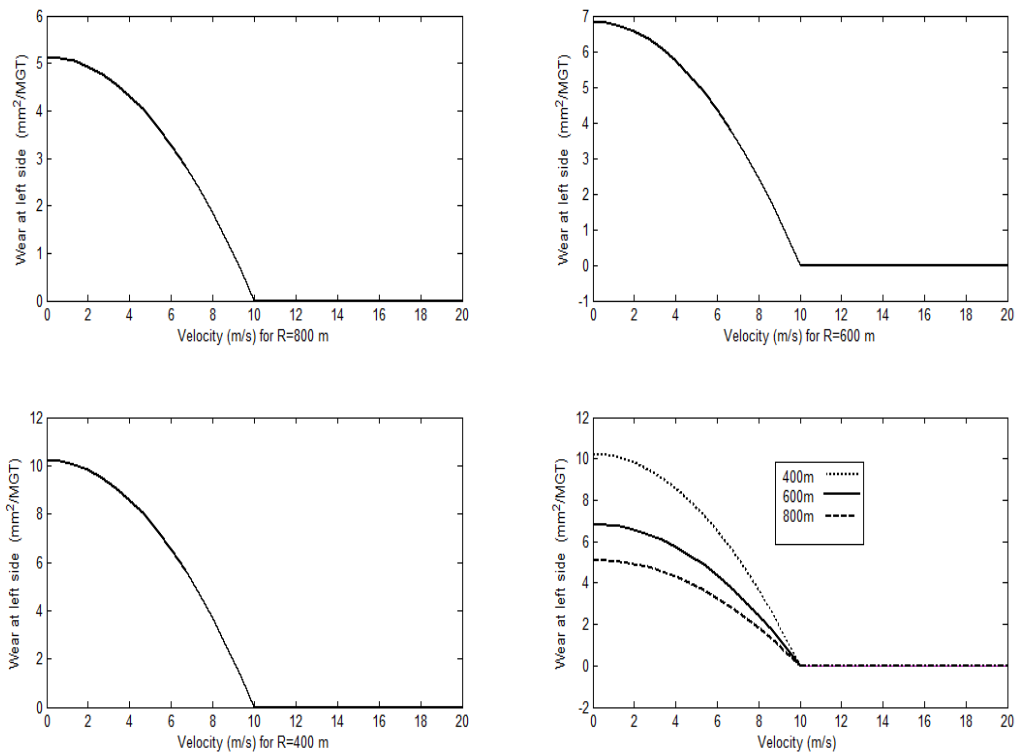 Wear at left side (mm²/MGT)
6
5
4
3
2
1
0
0 2 4 6 8 10 12 14 16 18 20
Velocity (m/s) for R=800 m
Wear at left side (mm²/MGT)
7
6
5
4
3
2
1
0
-1
0 2 4 6 8 10 12 14 16 18 20
Velocity (m/s) for R=600 m
Wear at left side (mm²/MGT)
12
10
8
6
4
2
0
0 2 4 6 8 10 12 14 16 18 20
Velocity (m/s) for R=400 m
Wear at left side (mm²/MGT)
12
10
8
6
4
2
0
-2
400m
600m
800m
0 2 4 6 8 10 12 14 16 18 20
Velocity (m/s)